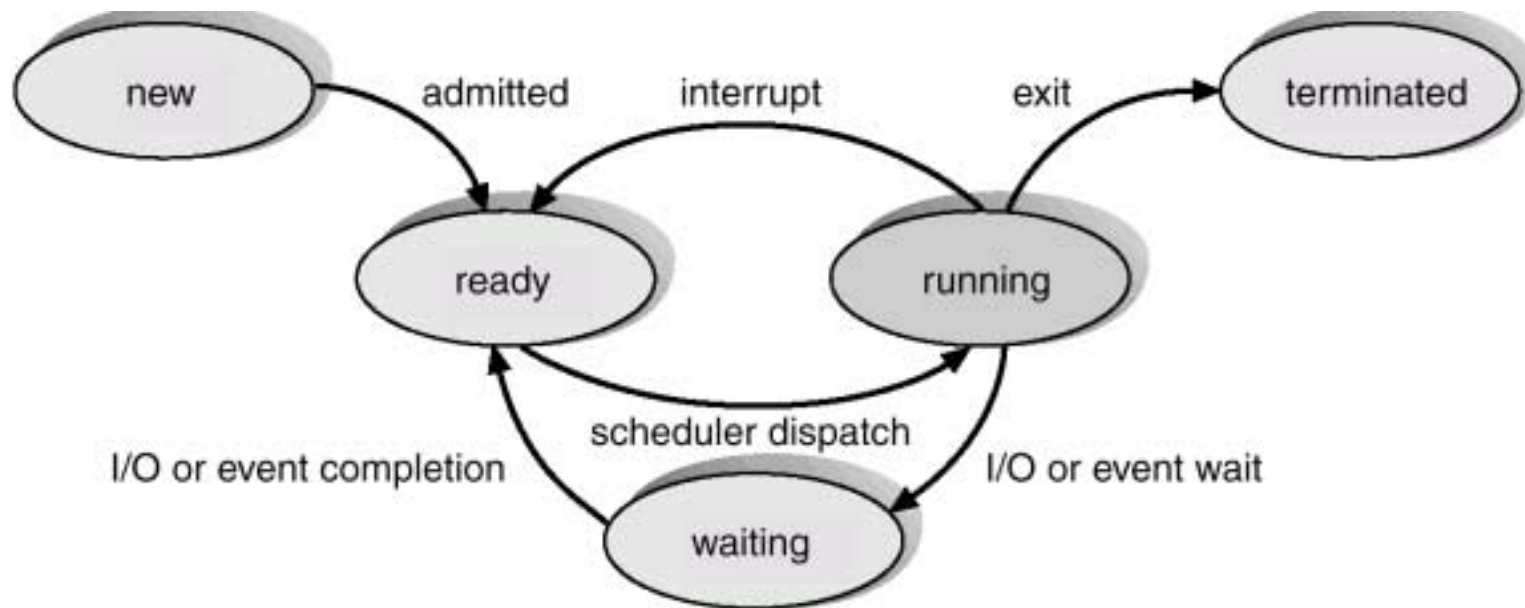 new
admitted
interrupt
exit
terminated
ready
running
scheduler dispatch
I/O or event completion
I/O or event wait
waiting